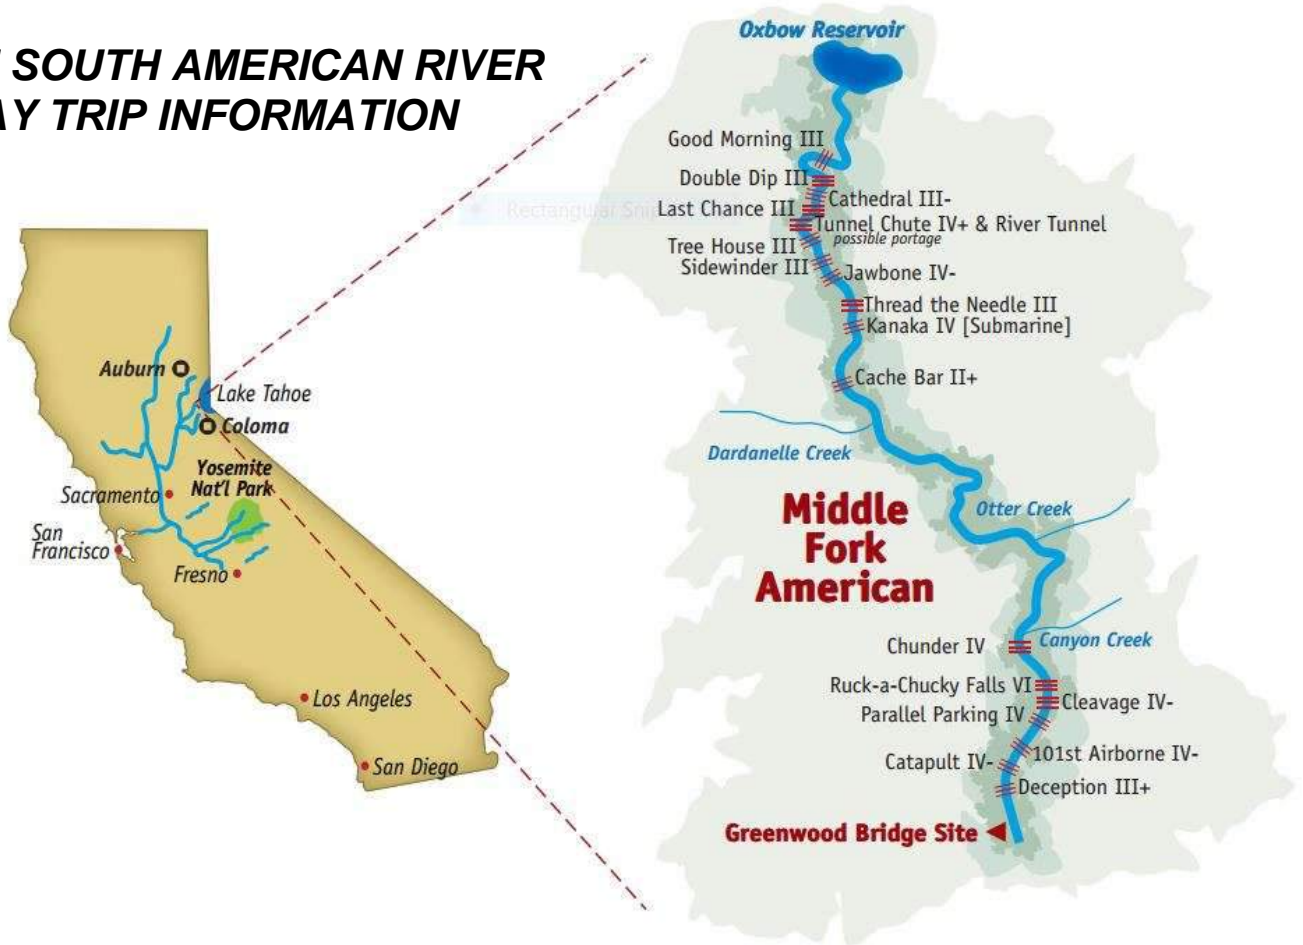 SOUTH AMERICAN RIVER
AY TRIP INFORMATION
Oxbow Reservoir
Good Morning III
Double Dip III
Cathedral III-
Rectangular Snip
Last Chance III
Tunnel Chute IV+ & River Tunnel
possible portage
Tree House III
Sidewinder III
Jawbone IV-
Thread the Needle III
Kanaka IV [Submarine]
Cache Bar II+
Dardanelle Creek
Middle
Fork
American
Otter Creek
Canyon Creek
Chunder IV
Ruck-a-Chucky Falls VI
Cleavage IV-
Parallel Parking IV
101st Airborne IV-
Catapult IV-
Deception III+
Greenwood Bridge Site
Auburn
Lake Tahoe
Coloma
Yosemite
Nat'l Park
Sacramento
San
Francisco
Fresno
Los Angeles
San Diego